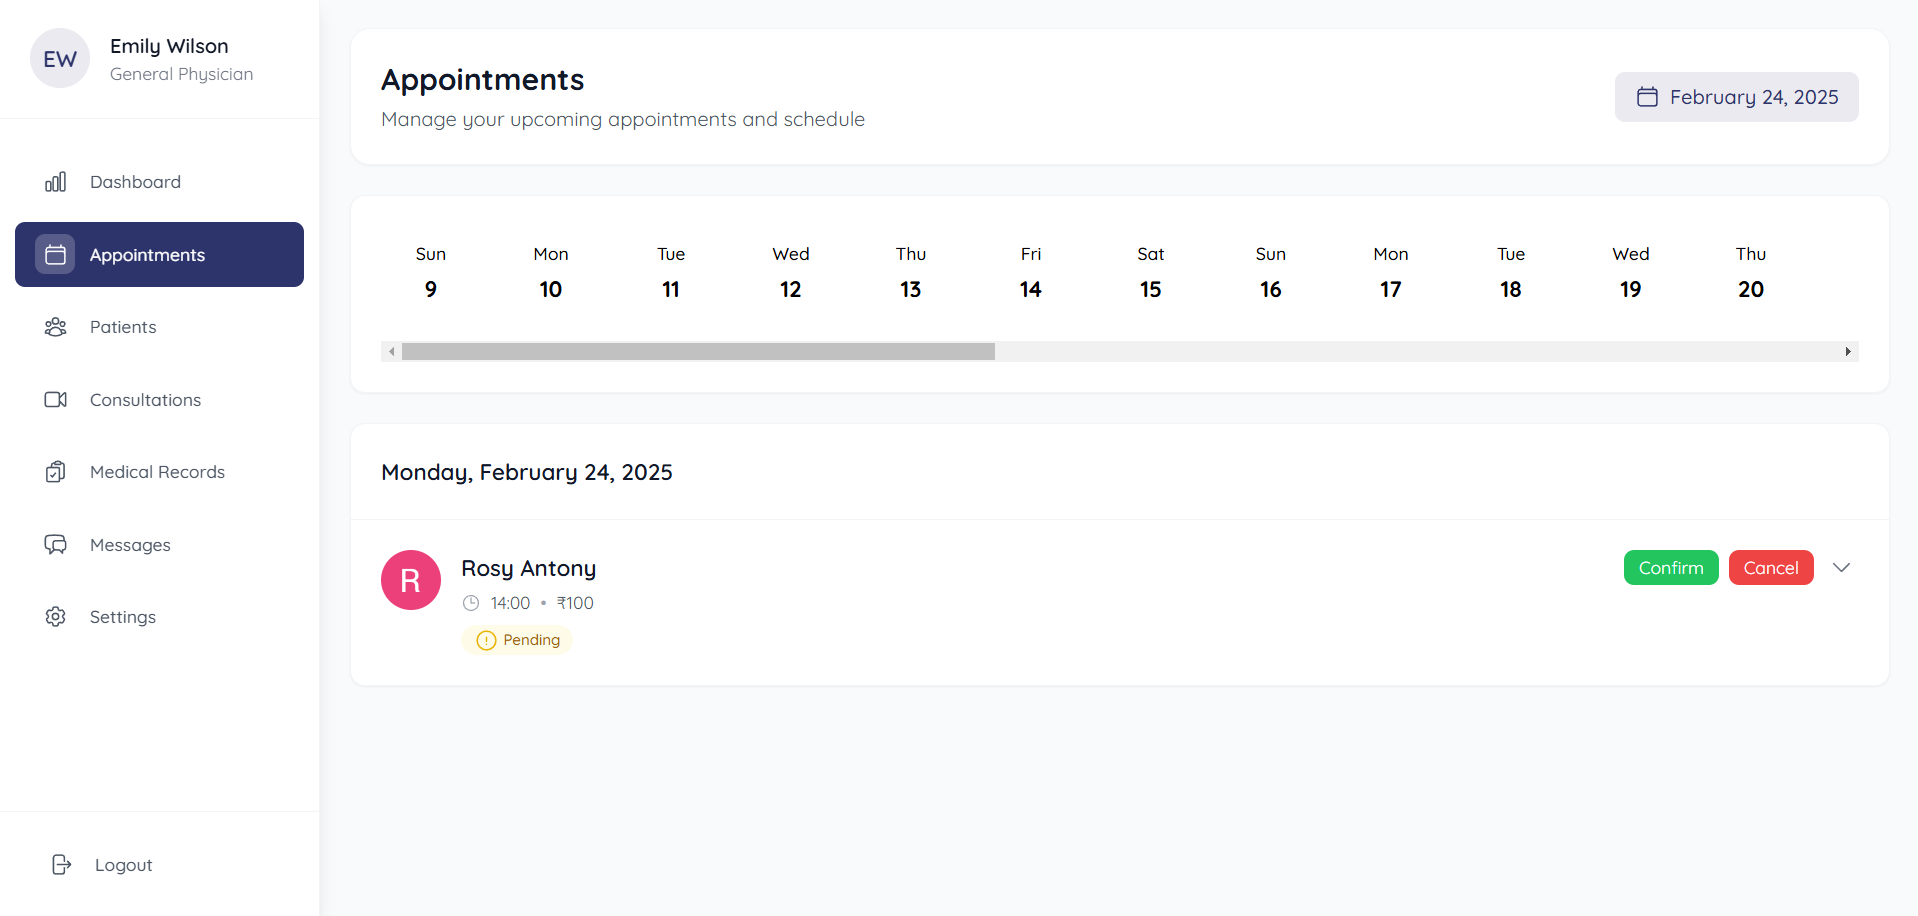 EW
Emily Wilson
General Physician
Dashboard
Appointments
Patients
Consultations
Medical Records
Messages
Settings
Logout
Appointments
Manage your upcoming appointments and schedule
February 24, 2025
Sun Mon Tue Wed Thu Fri Sat Sun Mon Tue Wed Thu
9 10 11 12 13 14 15 16 17 18 19 20
Monday, February 24, 2025
R
Rosy Antony
14:00 • ₹100
Pending
Confirm Cancel